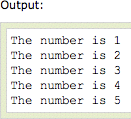 Output:
The number is 1
The number is 2
The number is 3
The number is 4
The number is 5